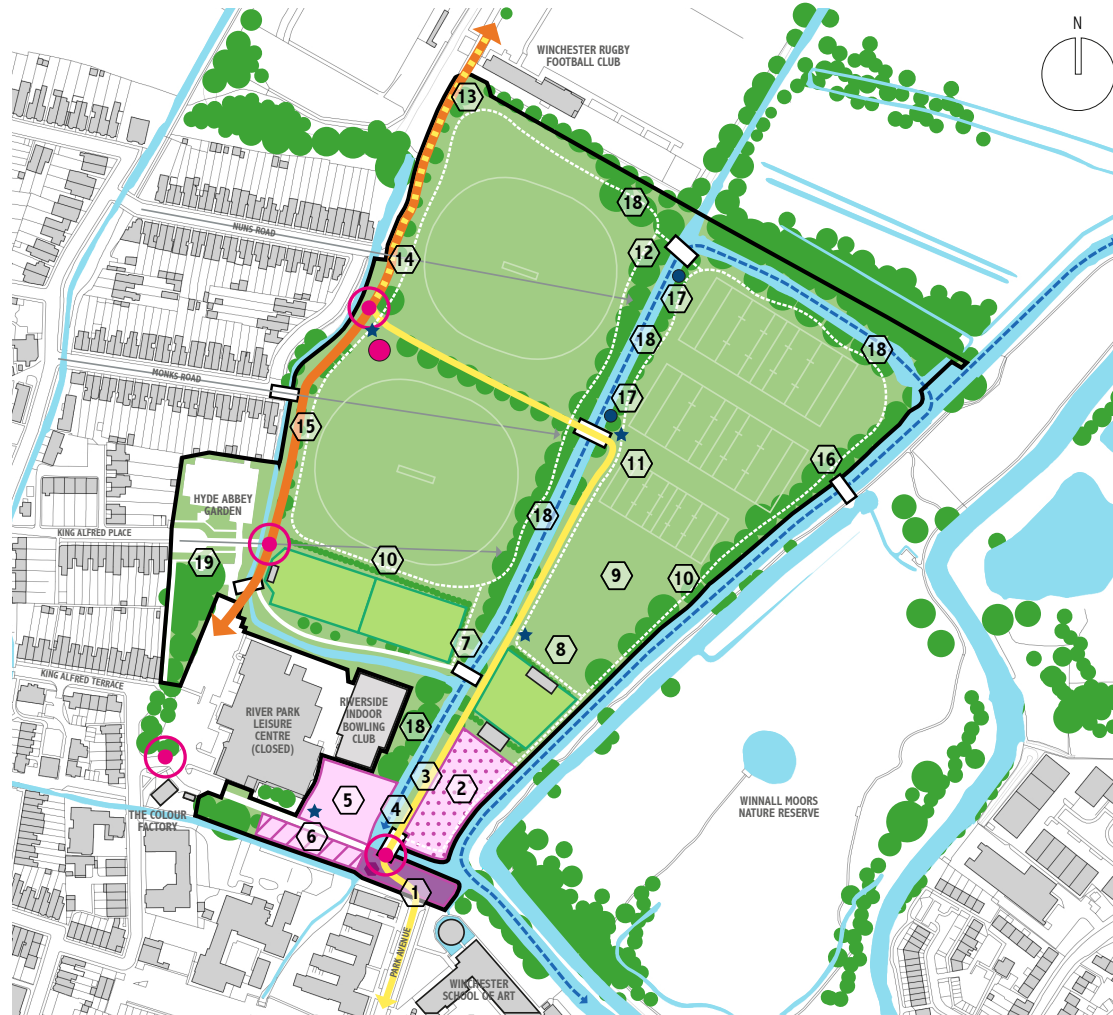 N
WINCHESTER RUGBY
FOOTBALL CLUB
13
18
NUNS ROAD
12
14
17
18
18
MONKS ROAD
17
15
11
16
HYDE ABBEY
GARDEN
18
KING ALFRED PLACE
19
10
9
10
7
8
KING ALFRED TERRACE
RIVER PARK
LEISURE
CENTRE
(CLOSED)
RIVERSIDE
INDOOR
BOWLING
CLUB
18
3
2
5
4
6
THE COLOUR
FACTORY
WINNALL MOORS
NATURE RESERVE
1
PARK AVENUE
WINCHESTER
SCHOOL OF ART